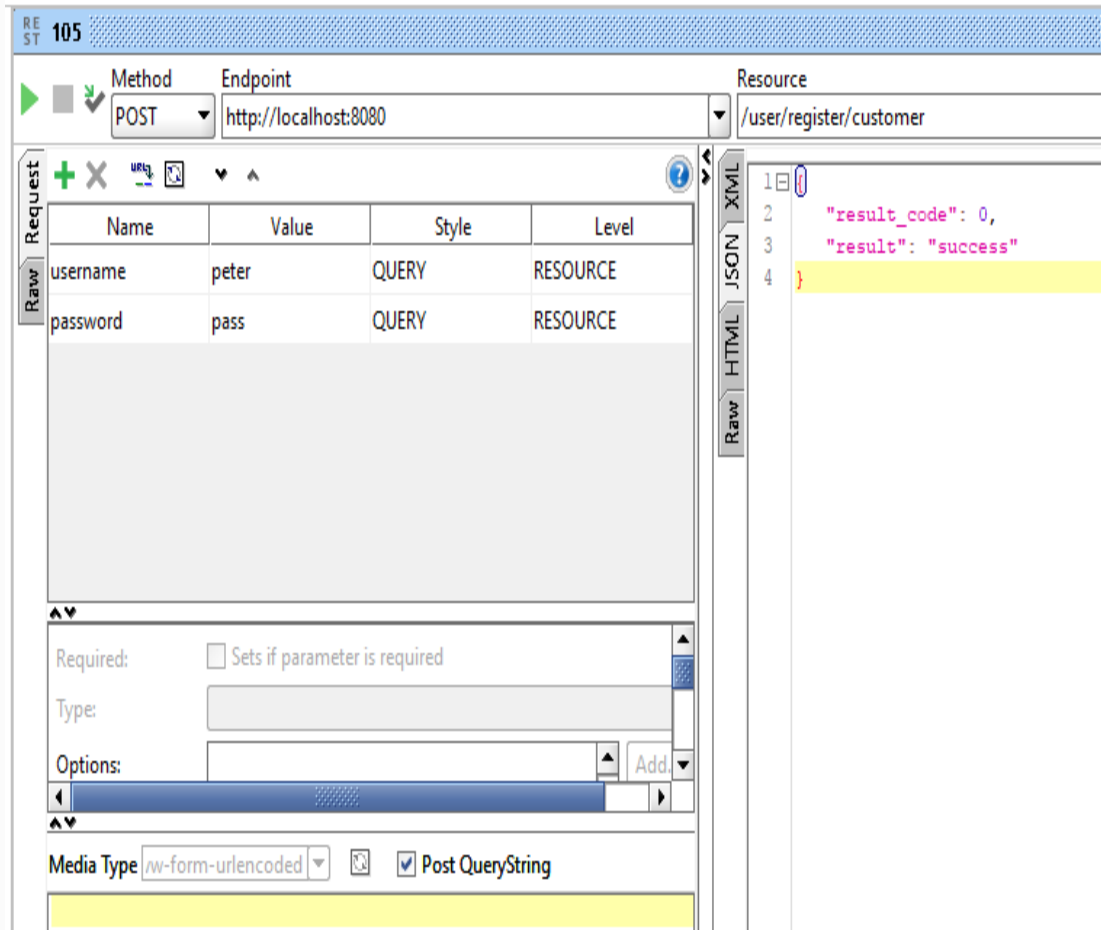 REST 105
Method Endpoint Resource
POST http://localhost:8080 /user/register/customer
Request
Raw
Name Value Style Level
username peter QUERY RESOURCE
password pass QUERY RESOURCE
Required: Sets if parameter is required
Type:
Options: Add.
Media Type /w-form-urlencoded Post QueryString
XML
JSON
HTML
Raw
1 {
2 "result_code": 0,
3 "result": "success"
4 }